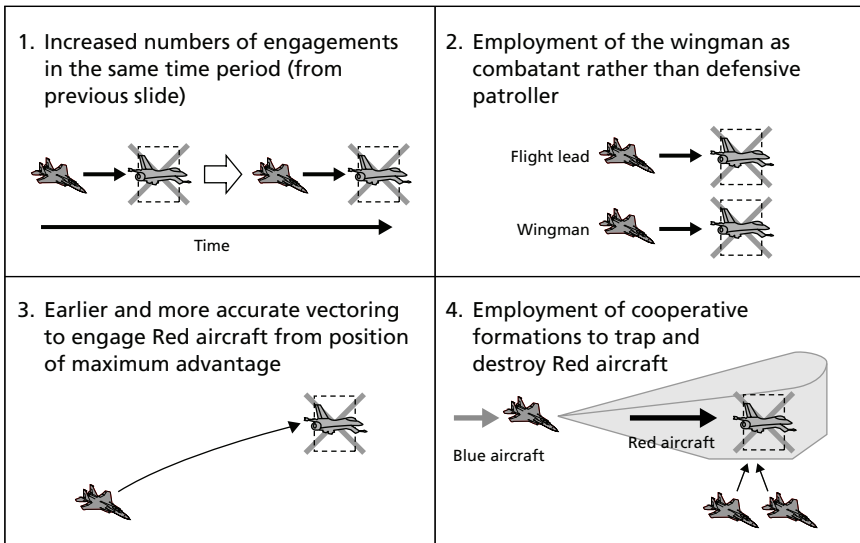 1. Increased numbers of engagements
in the same time period (from
previous slide)
Time
2. Employment of the wingman as
combatant rather than defensive
patroller
Flight lead
Wingman
3. Earlier and more accurate vectoring
to engage Red aircraft from position
of maximum advantage
4. Employment of cooperative
formations to trap and
destroy Red aircraft
Blue aircraft
Red aircraft